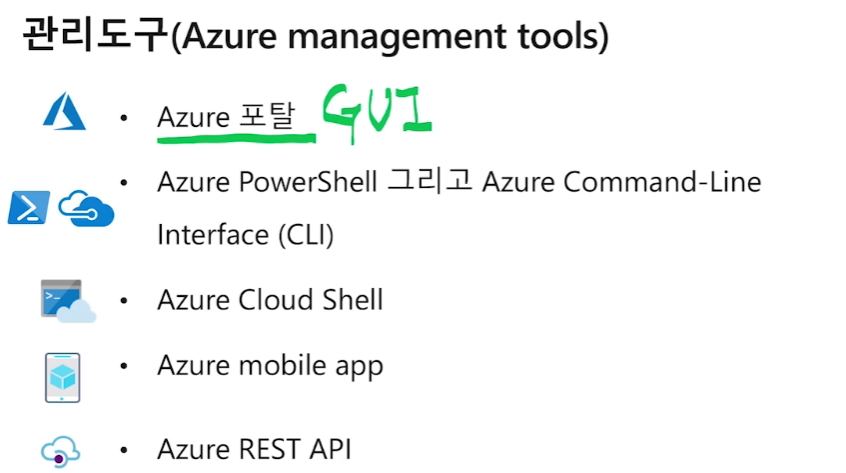 관리도구(Azure management tools)
• Azure 포탈 GUI
• Azure PowerShell 그리고 Azure Command-Line
Interface (CLI)
• Azure Cloud Shell
• Azure mobile app
• Azure REST API